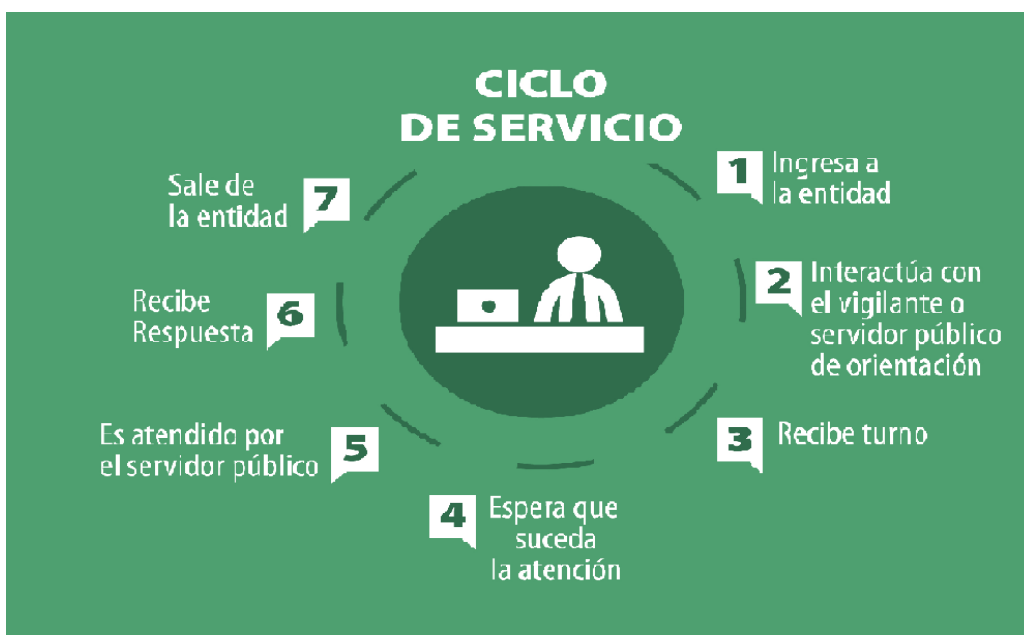 CICLO
DE SERVICIO
1
Ingresa a
la entidad
2
Interactúa con
el vigilante o
servidor público
de orientación
3
Recibe turno
4
Espera que
suceda
la atención
5
Es atendido por
el servidor público
6
Recibe
Respuesta
7
Sale de
la entidad